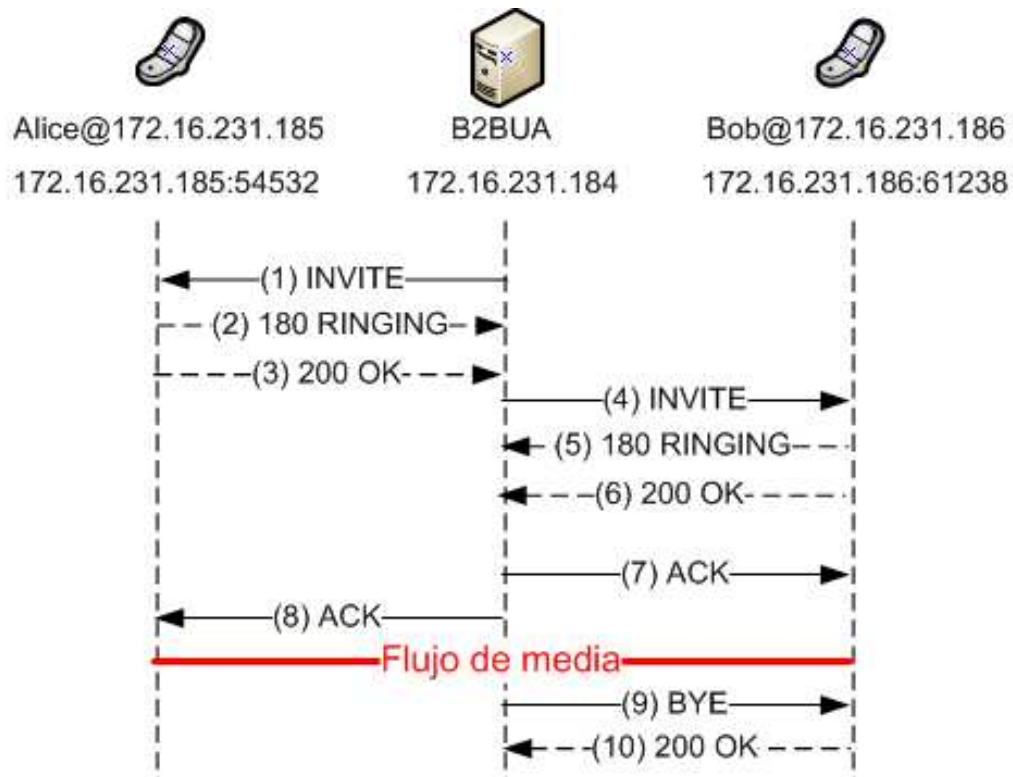 Alice@172.16.231.185
B2BUA
Bob@172.16.231.186
172.16.231.185:54532
172.16.231.184
172.16.231.186:61238
(1) INVITE
(2) 180 RINGING
(3) 200 OK
(4) INVITE
(5) 180 RINGING
(6) 200 OK
(7) ACK
(8) ACK
Flujo de media
(9) BYE
(10) 200 OK